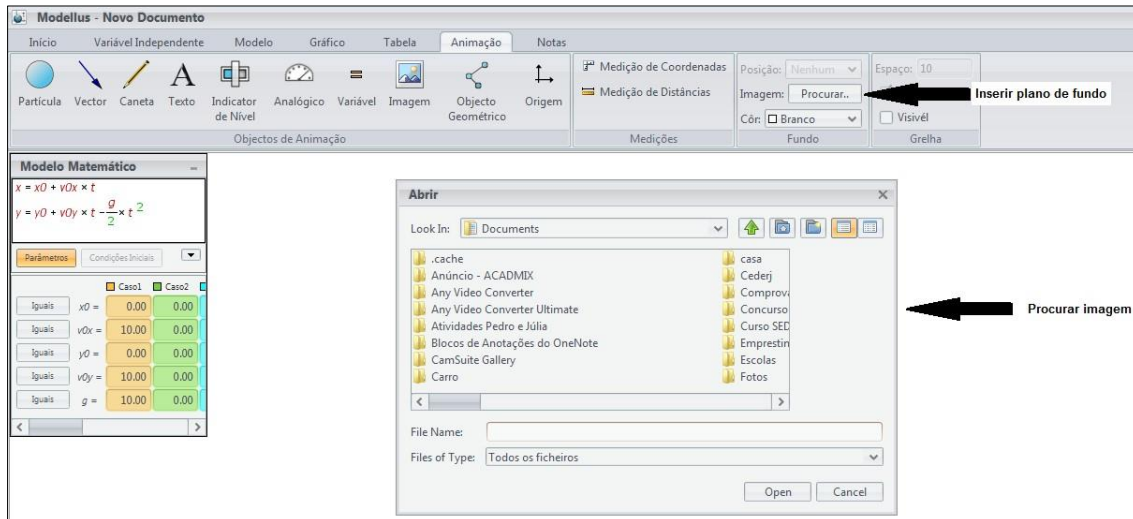 Modellus - Novo Documento
Início Variável Independente Modelo Gráfico Tabela Animação Notas
Partícula Vector Caneta Texto Indicator de Nível Analógico Variável Imagem Objecto Geométrico Origem
Objectos de Animação
Medição de Coordenadas
Medição de Distâncias
Medições
Posição: Nenhum
Imagem: Procurar..
Côr: Branco
Fundo
Espaço: 10
Visivél
Grelha
Inserir plano de fundo
Modelo Matemático
x = x0 + v0x × t
y = y0 + v0y × t - g/2 × t 2
Parâmetros Condições Iniciais
Caso1 Caso2
Iguais x0 = 0.00 0.00
Iguais v0x = 10.00 0.00
Iguais y0 = 0.00 0.00
Iguais v0y = 10.00 0.00
Iguais g = 10.00 0.00
Abrir
Look In: Documents
.cache
Anúncio - ACADMIX
Any Video Converter
Any Video Converter Ultimate
Atividades Pedro e Júlia
Blocos de Anotações do OneNote
CamSuite Gallery
Carro
casa
Cederj
Comprova
Concurso
Curso SED
Emprestin
Escolas
Fotos
File Name:
Files of Type: Todos os ficheiros
Open Cancel
Procurar imagem